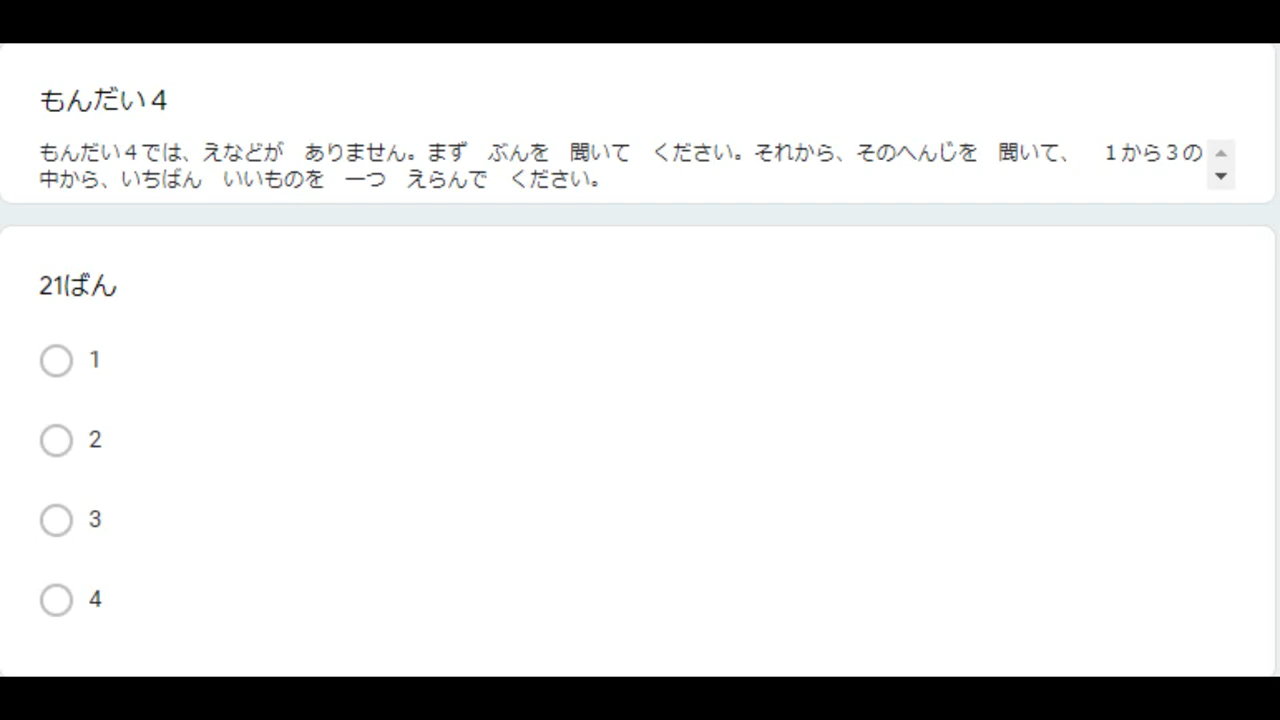 もんだい４
もんだい４では、えなどが　ありません。まず　ぶんを　聞いて　ください。それから、そのへんじを　聞いて、　１から３の
中から、いちばん　いいものを　一つ　えらんで　ください。
21ばん
1
2
3
4